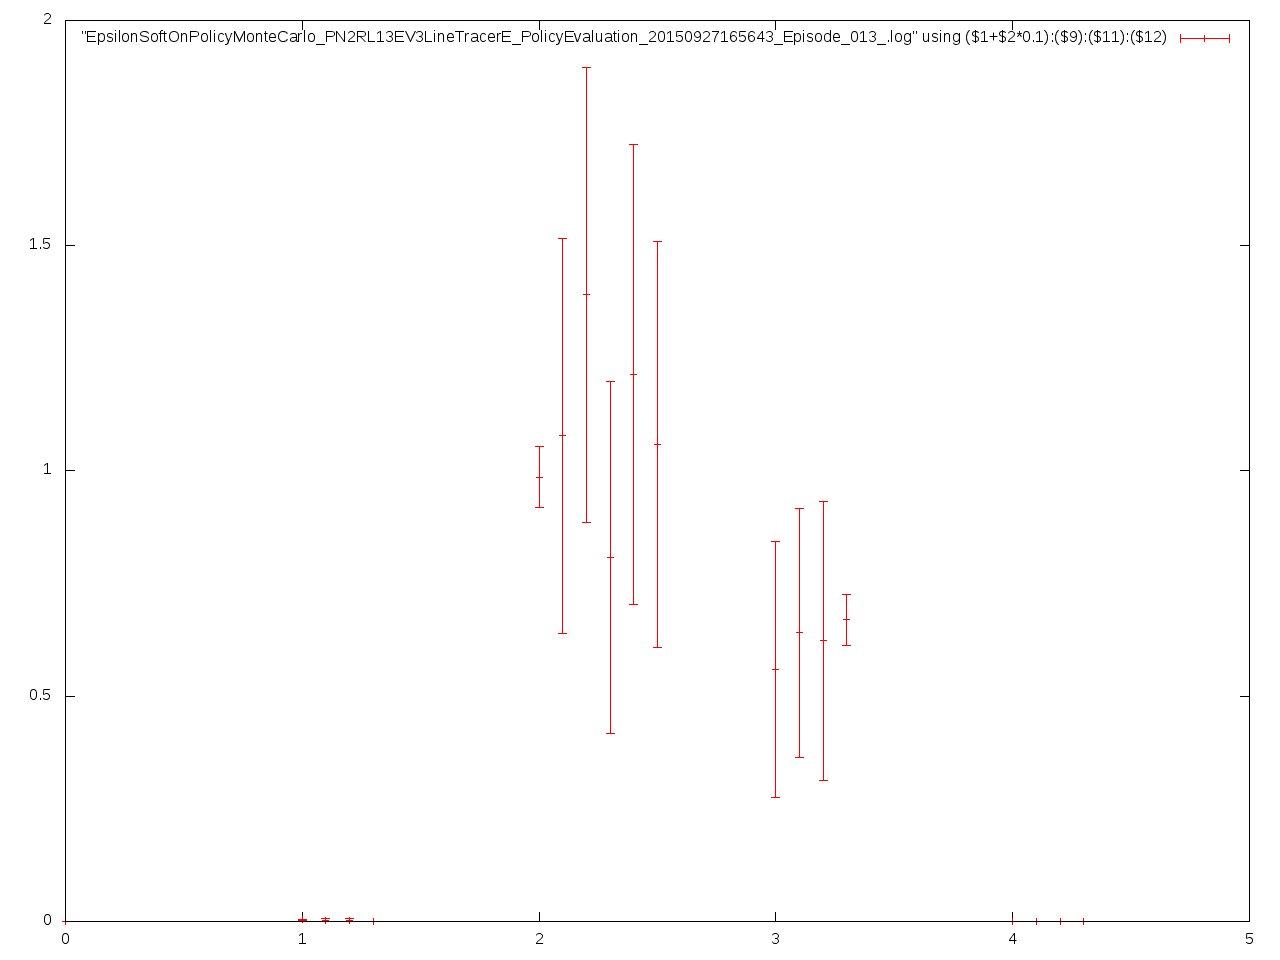 2
"EpsilonSoftOnPolicyMonteCarlo_PN2RL13EV3LineTracerE_PolicyEvaluation_20150927165643_Episode_013_.log" using ($1+$2*0.1):($9):($11):($12)
1.5
1
0.5
0
0 1 2 3 4 5